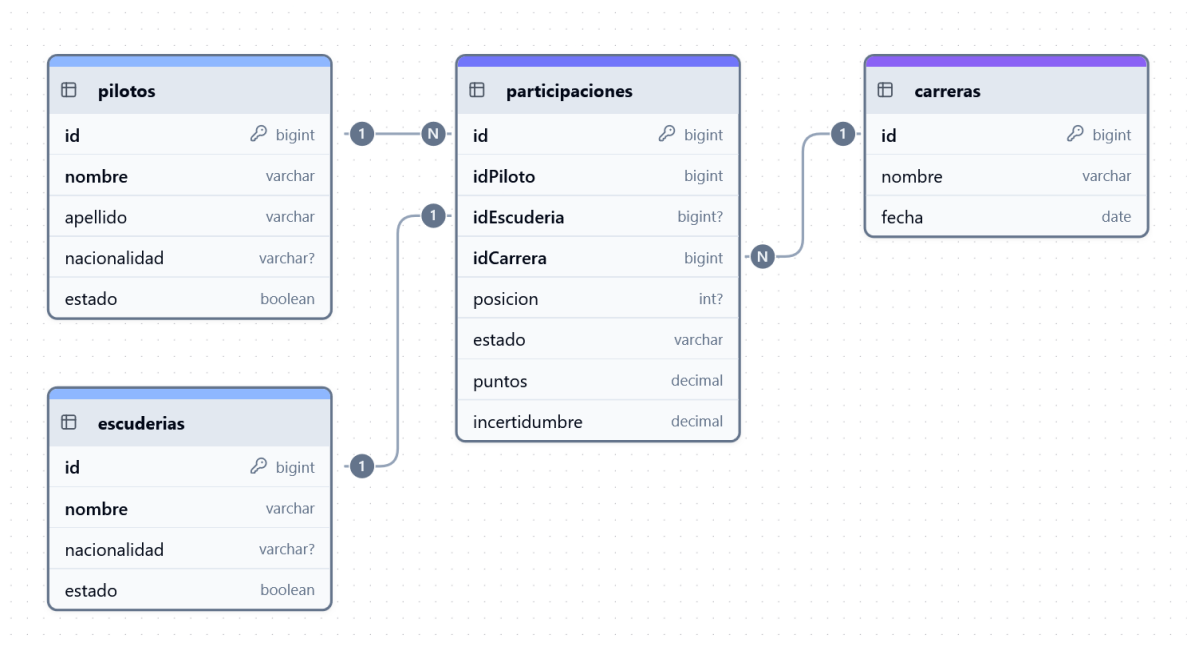 pilotos
id bigint
nombre varchar
apellido varchar
nacionalidad varchar?
estado boolean
1 N
participaciones
id bigint
idPiloto bigint
idEscuderia bigint?
idCarrera bigint
posicion int?
estado varchar
puntos decimal
incertidumbre decimal
N 1
carreras
id bigint
nombre varchar
fecha date
1 1
escuderias
id bigint
nombre varchar
nacionalidad varchar?
estado boolean